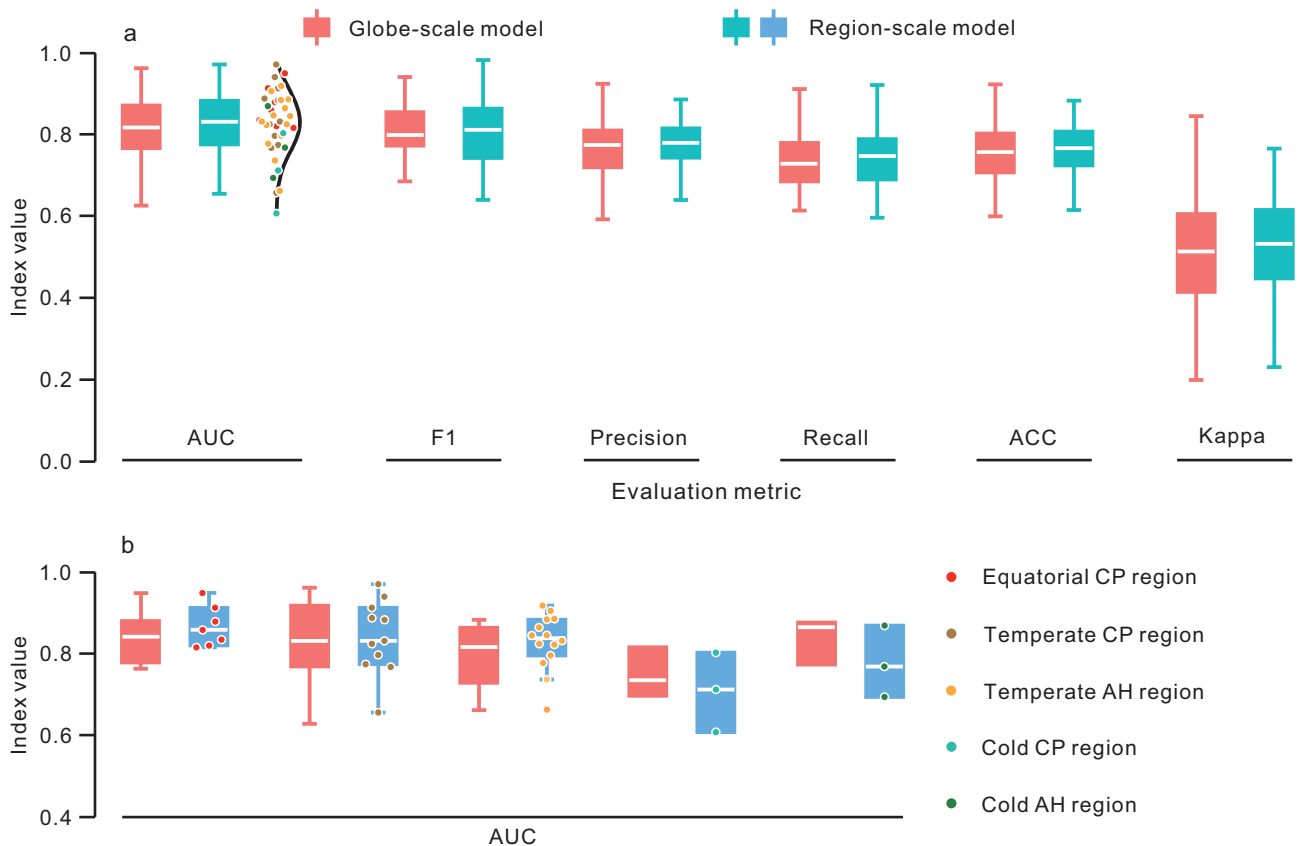 a
Globe-scale model
Region-scale model
1.0
0.8
0.6
0.4
0.2
0.0
Index value
AUC
F1
Precision
Recall
ACC
Kappa
Evaluation metric
b
1.0
0.8
0.6
0.4
Index value
AUC
Equatorial CP region
Temperate CP region
Temperate AH region
Cold CP region
Cold AH region